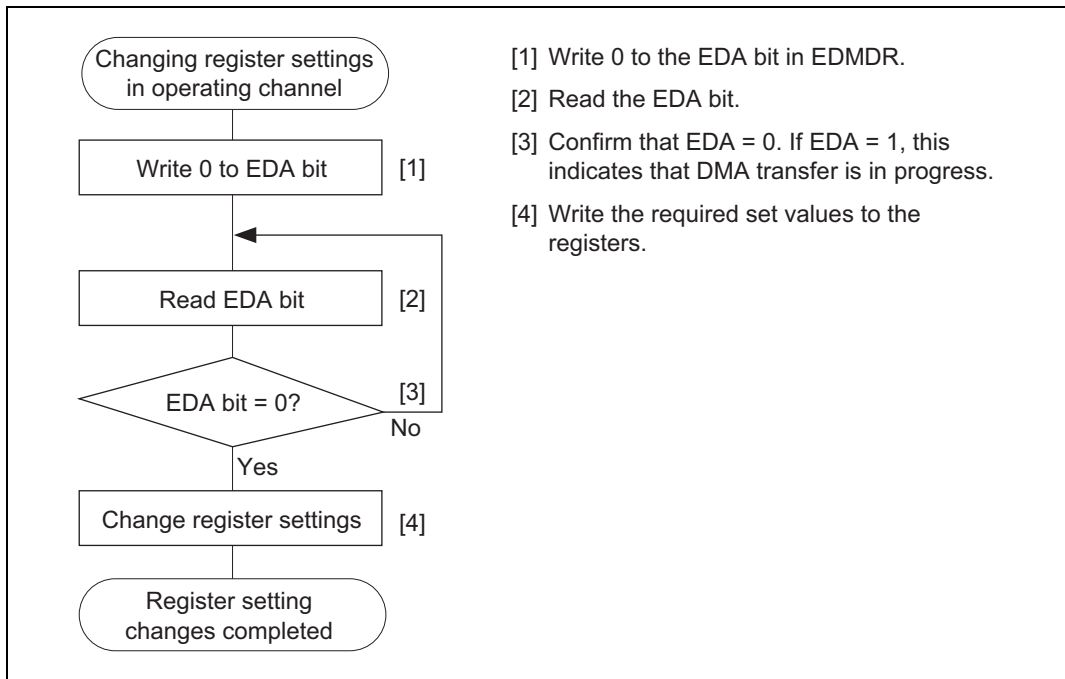 Changing register settings
in operating channel
Write 0 to EDA bit
[1]
Read EDA bit
[2]
EDA bit = 0?
[3]
No
Yes
Change register settings
[4]
Register setting
changes completed
[1] Write 0 to the EDA bit in EDMDR.
[2] Read the EDA bit.
[3] Confirm that EDA = 0. If EDA = 1, this
indicates that DMA transfer is in progress.
[4] Write the required set values to the
registers.